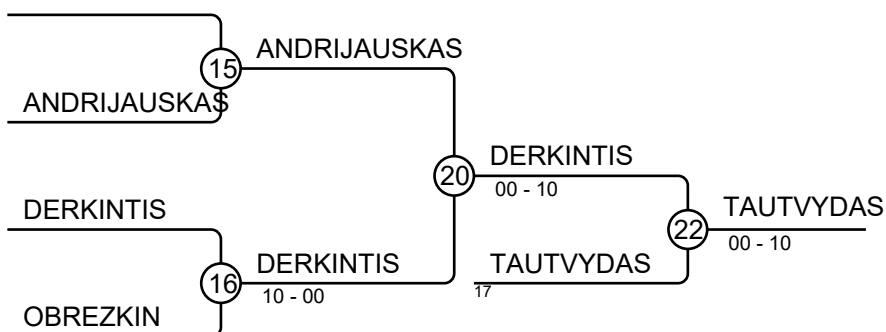 ANDRIJAUSKAS
15
ANDRIJAUSKAS
DERKINTIS
20
00 - 10
TAUTVYDAS
DERKINTIS
22
00 - 10
DERKINTIS
TAUTVYDAS
16
10 - 00
17
OBREZKIN